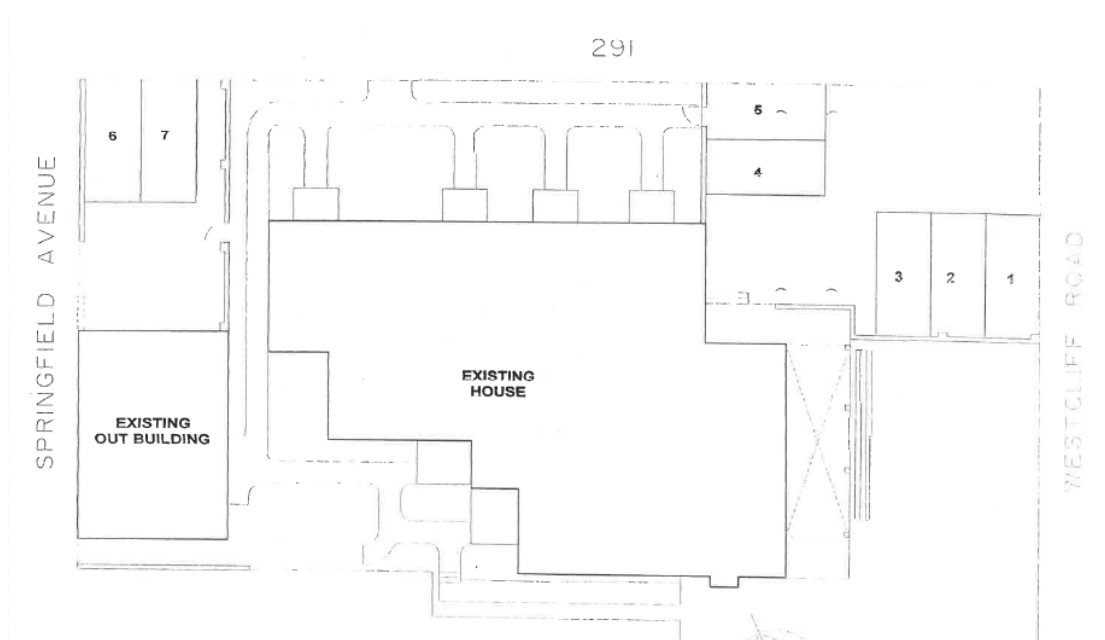 291
5
6 7
4
SPRINGFIELD AVENUE
WESTCLIFF ROAD
3 2 1
EXISTING
HOUSE
EXISTING
OUT BUILDING